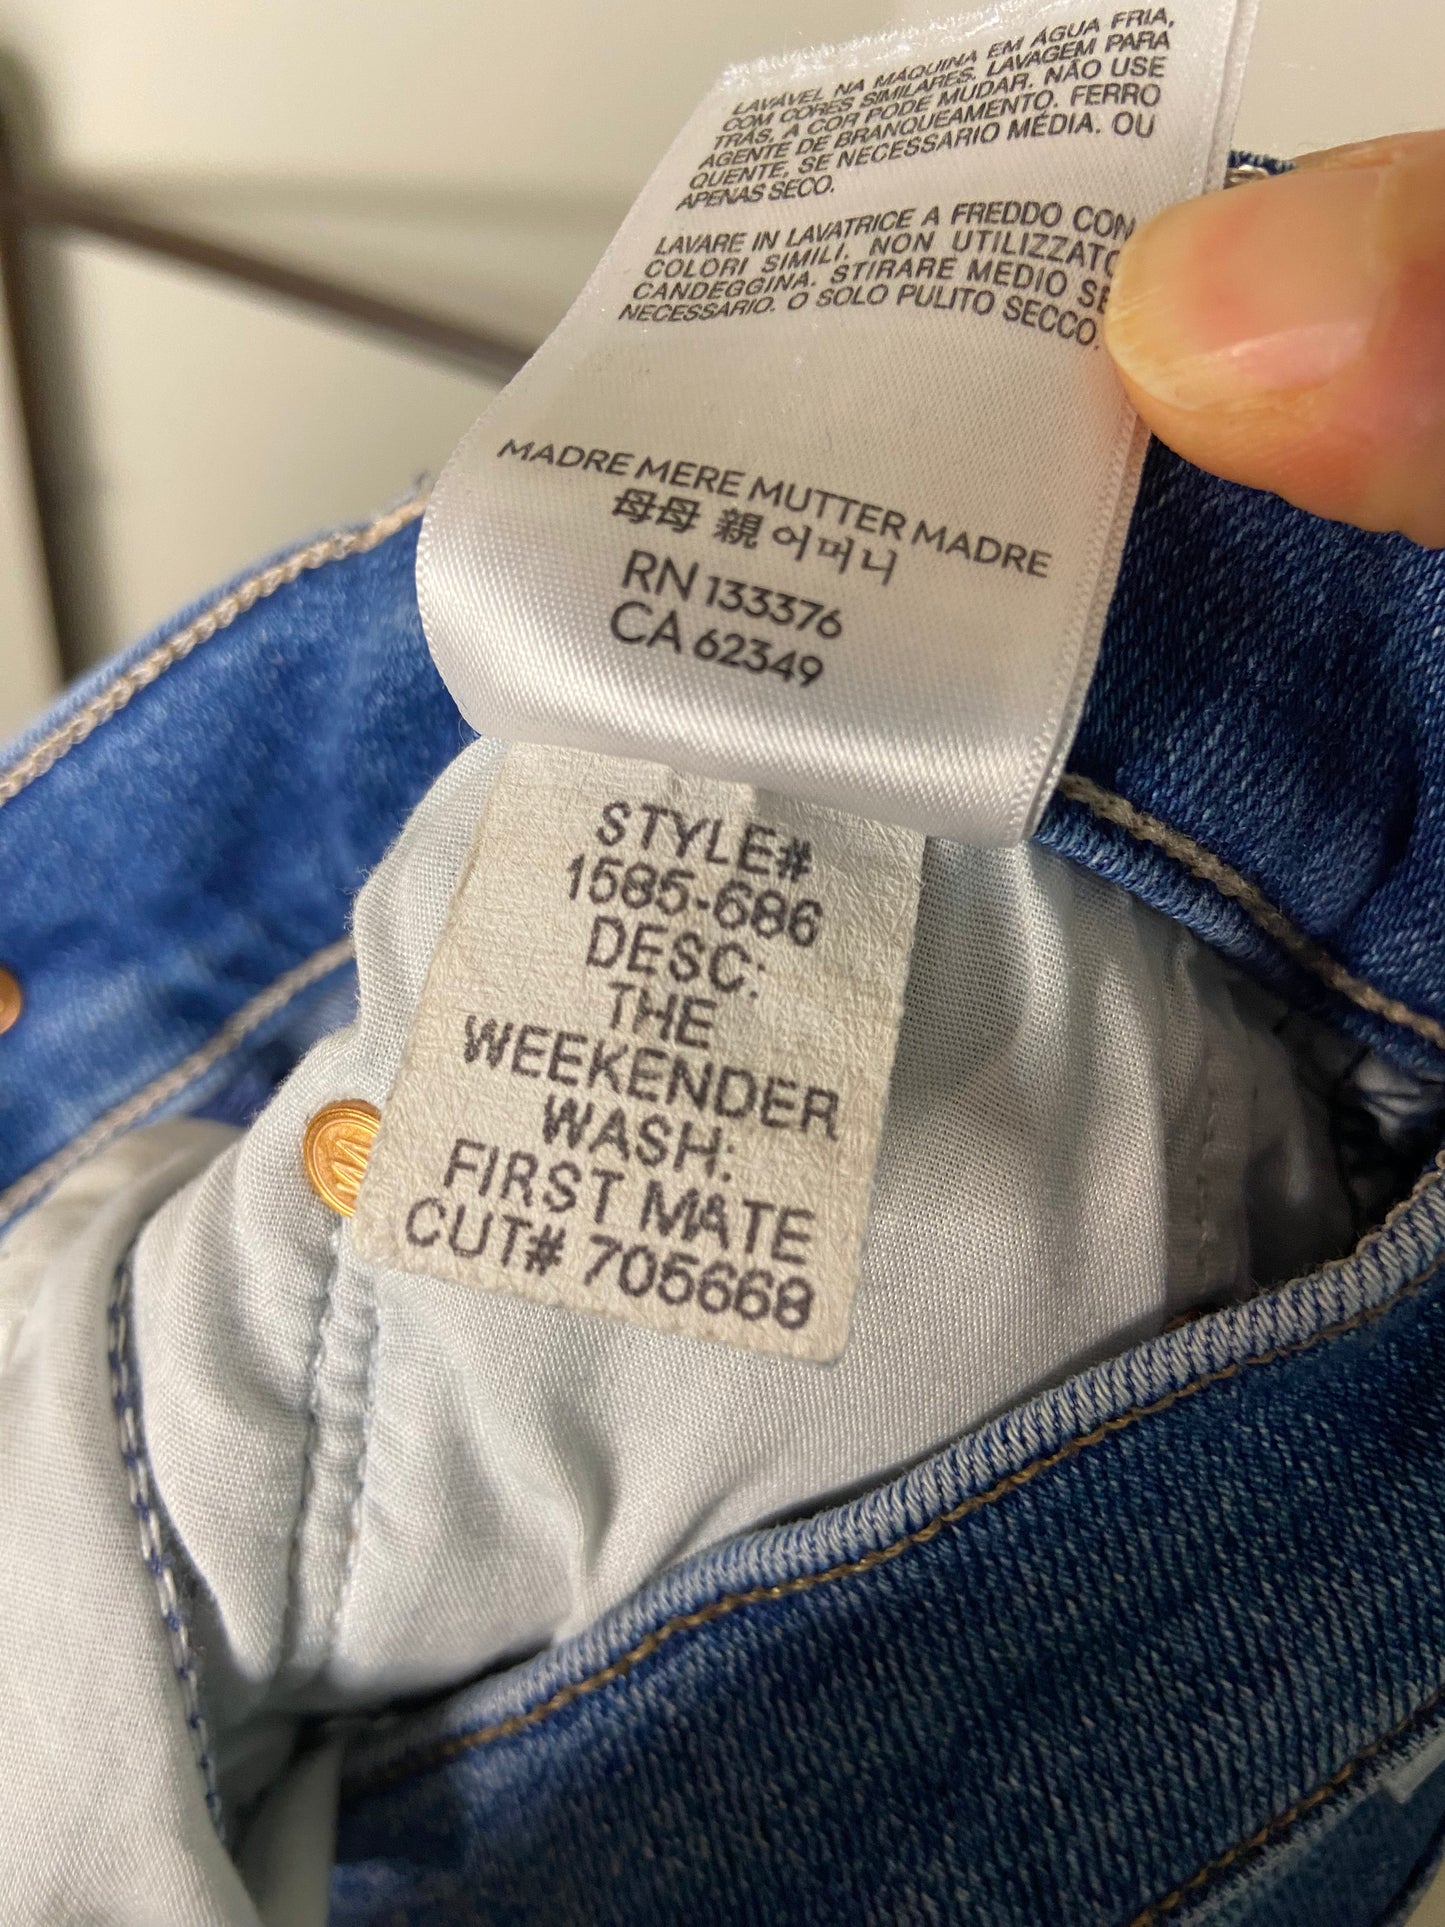 LAVÁVEL NA MÁQUINA EM ÁGUA FRIA,
COM CORES SIMILARES. LAVAGEM PARA
TRÁS, A COR PODE MUDAR. NÃO USE
AGENTE DE BRANQUEAMENTO. FERRO
QUENTE, SE NECESSARIO MÉDIA. OU
APENAS SECO.
LAVARE IN LAVATRICE A FREDDO CON
COLORI SIMILI. NON UTILIZZATO
CANDEGGINA. STIRARE MEDIO SE
NECESSARIO. O SOLO PULITO SECCO.
MADRE MERE MUTTER MADRE
母母 親 어머니
RN 133376
CA 62349
STYLE#
1585-686
DESC:
THE
WEEKENDER
WASH:
FIRST MATE
CUT# 705668